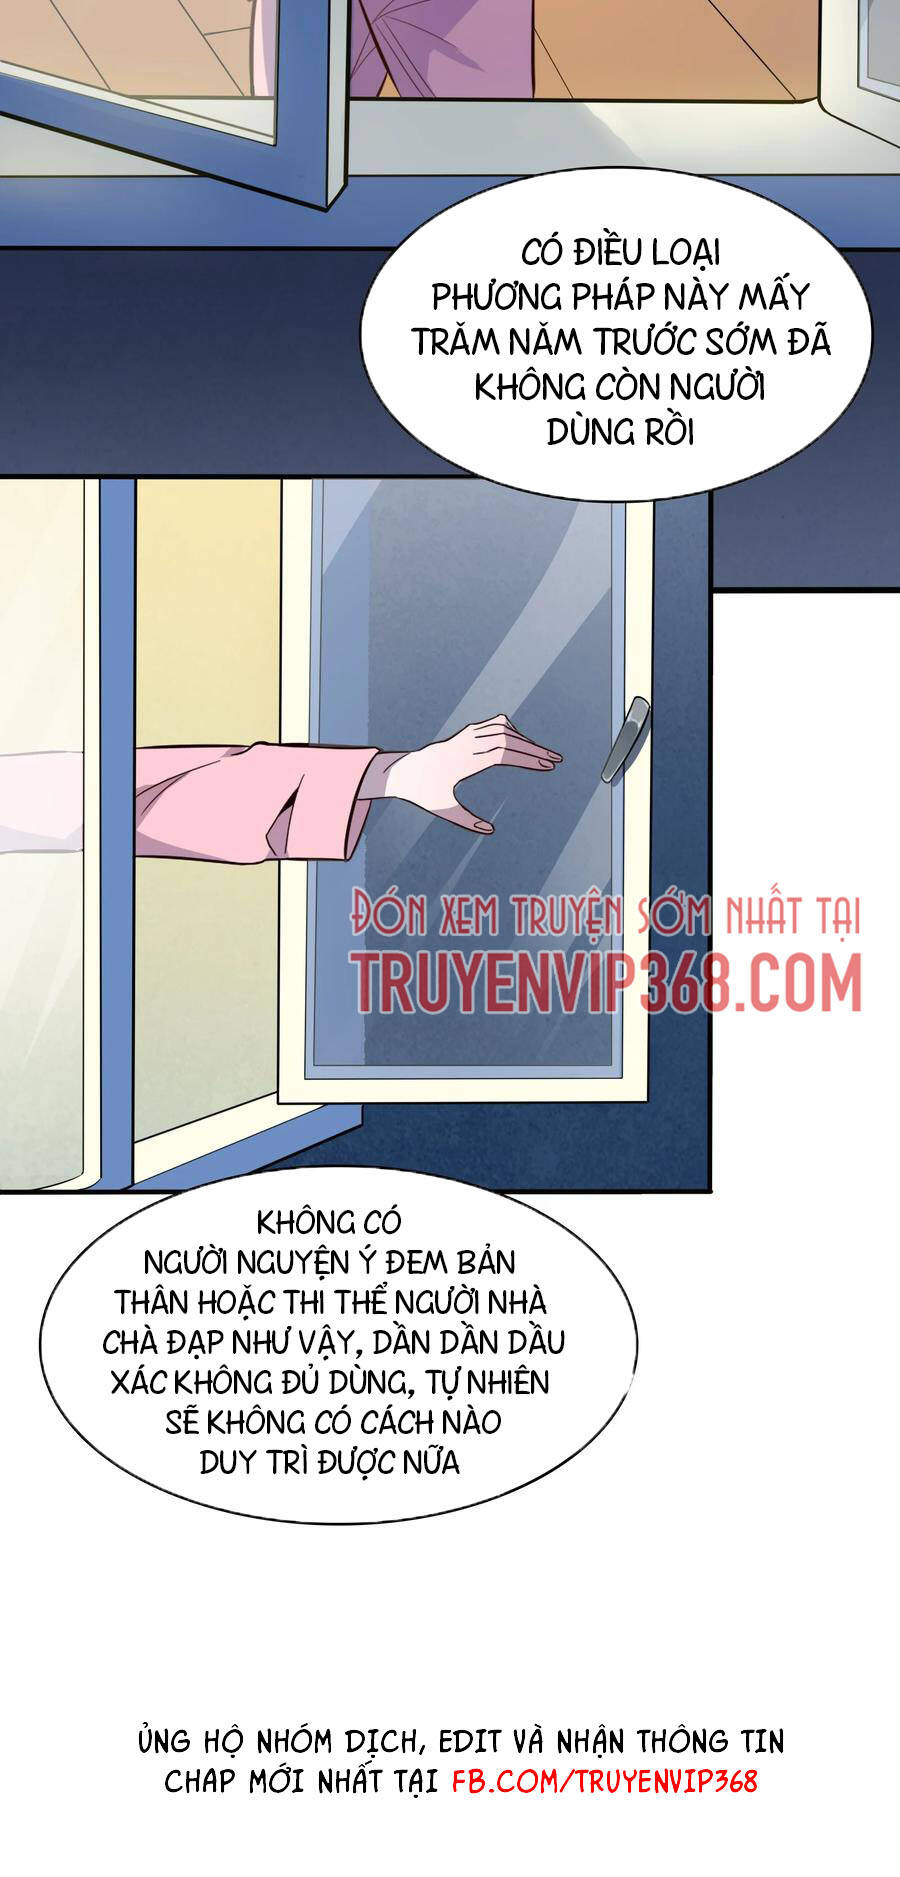 CÓ ĐIỀU LOẠI
PHƯƠNG PHÁP NÀY MẤY
TRĂM NĂM TRƯỚC SỚM ĐÃ
KHÔNG CÒN NGƯỜI
DÙNG RỒI
ĐÓN XEM TRUYỆN SỚM NHẤT TẠI
TRUYENVIP368.COM
KHÔNG CÓ
NGƯỜI NGUYỆN Ý ĐEM BẢN
THÂN HOẶC THI THỂ NGƯỜI NHÀ
CHÀ ĐẠP NHƯ VẬY, DẦN DẦN DẦU
XÁC KHÔNG ĐỦ DÙNG, TỰ NHIÊN
SẼ KHÔNG CÓ CÁCH NÀO
DUY TRÌ ĐƯỢC NỮA
ỦNG HỘ NHÓM DỊCH, EDIT VÀ NHẬN THÔNG TIN
CHAP MỚI NHẤT TẠI FB.COM/TRUYENVIP368